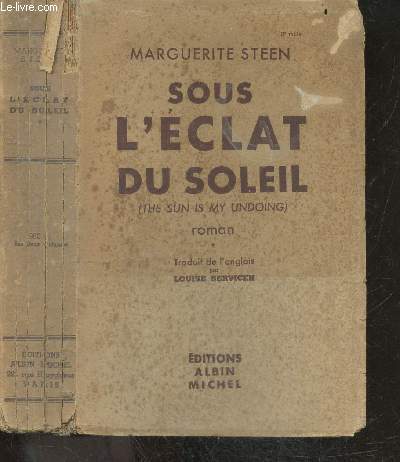 © Le-livre.com
MARGUERITE STEEN
SOUS
L'ÉCLAT
DU SOLEIL
(THE SUN IS MY UNDOING)
roman
*
Traduit de l'anglais
par
LOUISE SERVICEN
ÉDITIONS
ALBIN
MICHEL
SOUS
L'ÉCLAT
DU SOLEIL
*
ÉDITIONS
ALBIN MICHEL
PARIS